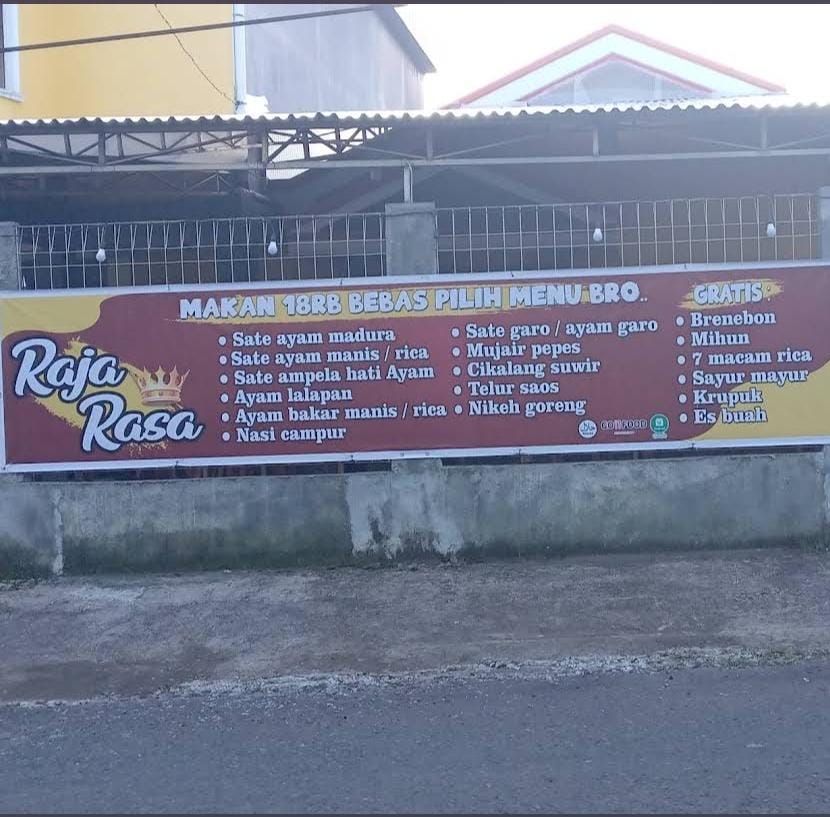 Raja
Rasa
MAKAN 18RB BEBAS PILIH MENU BRO..
• Sate ayam madura
• Sate ayam manis / rica
• Sate ampela hati Ayam
• Ayam lalapan
• Ayam bakar manis / rica
• Nasi campur
• Sate garo / ayam garo
• Mujair pepes
• Cikalang suwir
• Telur saos
• Nikeh goreng
GOFOOD
GRATIS:
• Brenebon
• Mihun
• 7 macam rica
• Sayur mayur
• Krupuk
• Es buah